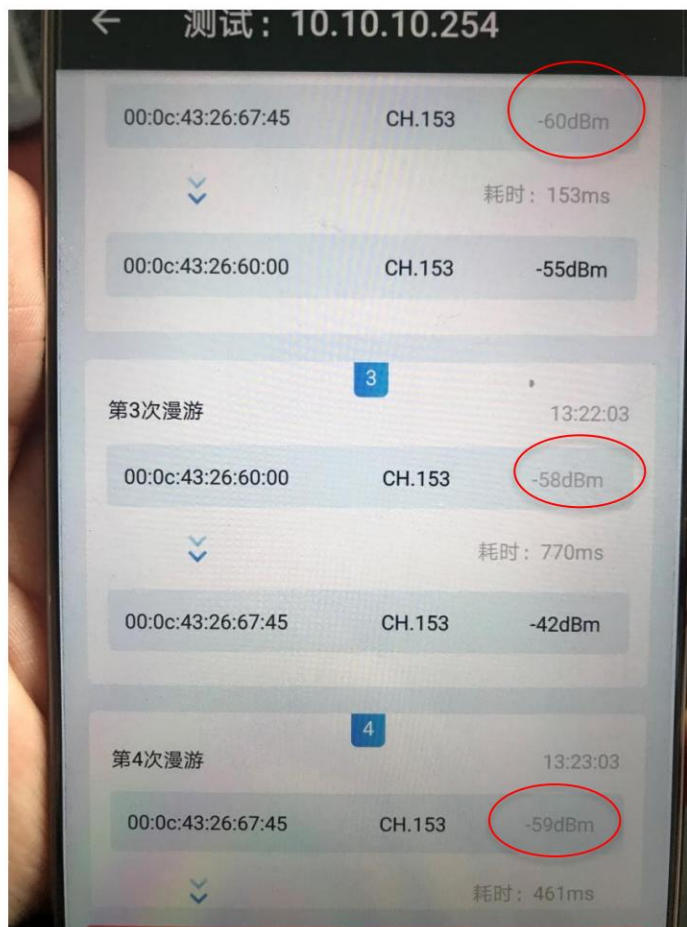 ← 测试：10.10.10.254
00:0c:43:26:67:45 CH.153 -60dBm
耗时：153ms
00:0c:43:26:60:00 CH.153 -55dBm
3
第3次漫游 13:22:03
00:0c:43:26:60:00 CH.153 -58dBm
耗时：770ms
00:0c:43:26:67:45 CH.153 -42dBm
4
第4次漫游 13:23:03
00:0c:43:26:67:45 CH.153 -59dBm
耗时：461ms